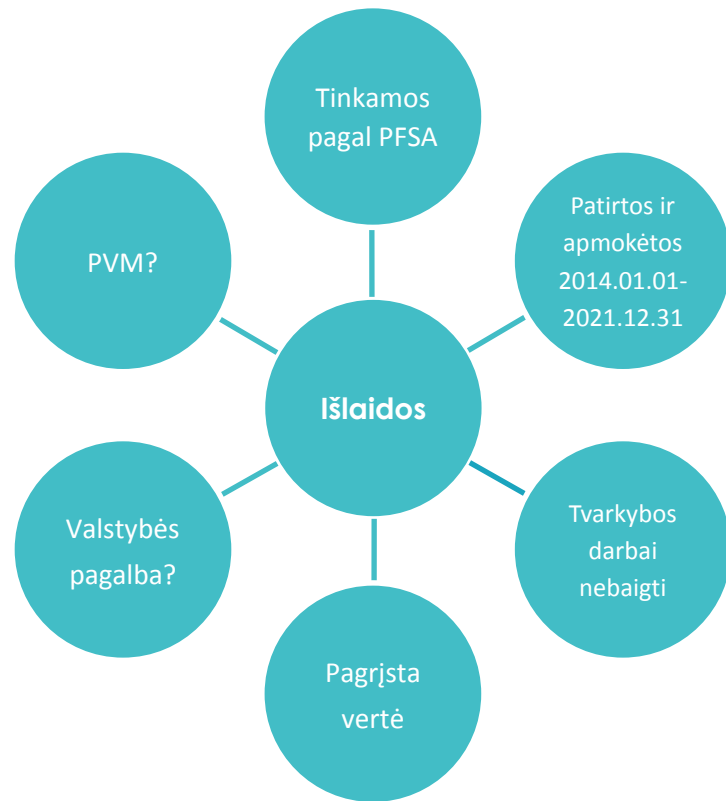 Tinkamos
pagal PFSA
Patirtos ir
apmokėtos
2014.01.01-
2021.12.31
PVM?
Išlaidos
Tvarkybos
darbai
nebaigti
Valstybės
pagalba?
Pagrįsta
vertė